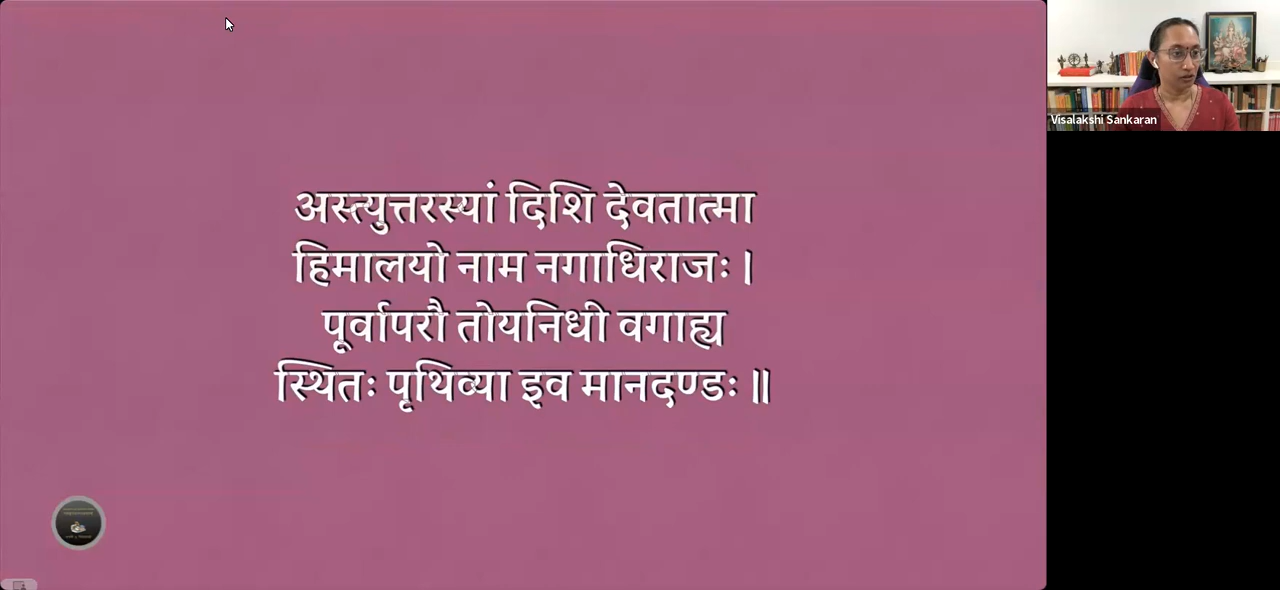 अस्त्युत्तरस्यां दिशि देवतात्मा
हिमालयो नाम नगाधिराजः ।
पूर्वापरौ तोयनिधी वगाह्य
स्थितः पृथिव्या इव मानदण्डः ॥
Visalakshi Sankaran